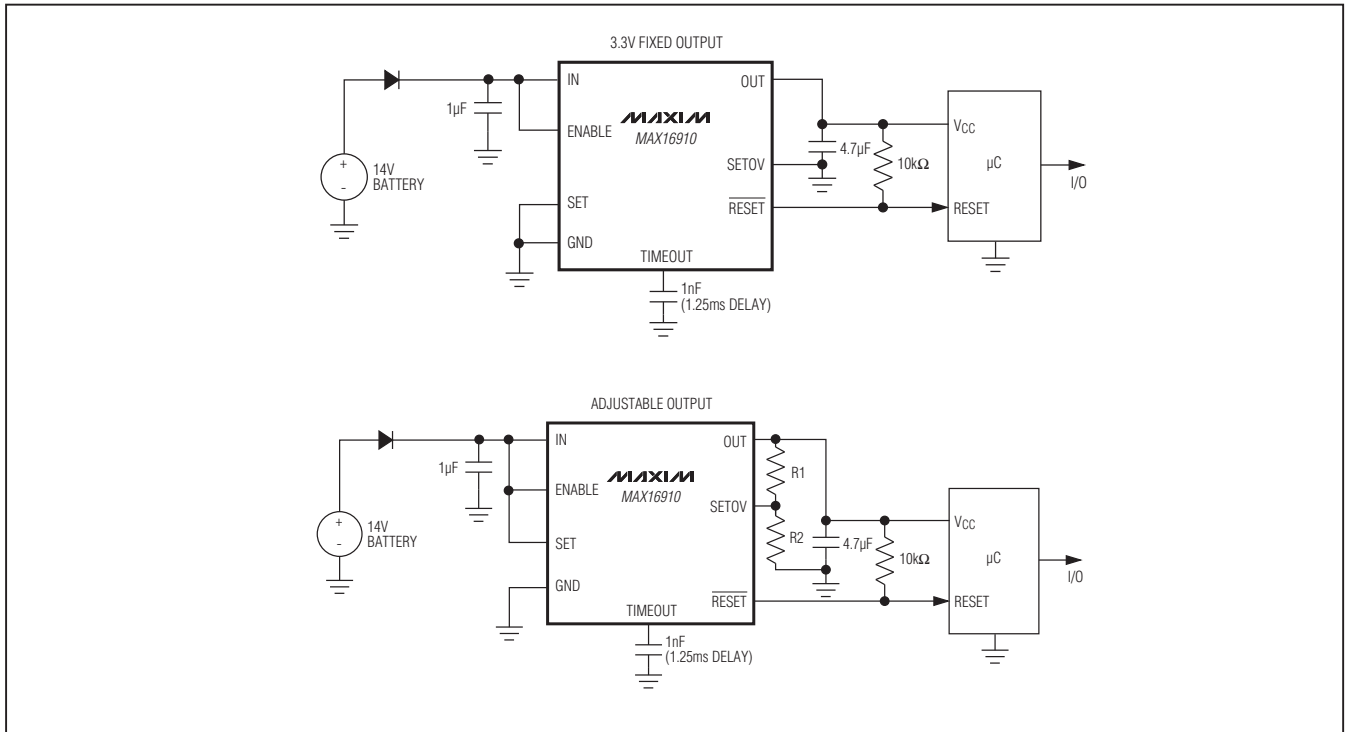 3.3V FIXED OUTPUT
IN
OUT
1µF
MAXIM
MAX16910
VCC
ENABLE
4.7µF
10kΩ
µC
+
-
14V
BATTERY
SETOV
I/O
SET
RESET
RESET
GND
TIMEOUT
1nF
(1.25ms DELAY)
ADJUSTABLE OUTPUT
IN
OUT
1µF
R1
MAXIM
MAX16910
ENABLE
SETOV
VCC
+
-
14V
BATTERY
R2
4.7µF
10kΩ
SET
µC
I/O
GND
RESET
RESET
TIMEOUT
1nF
(1.25ms DELAY)